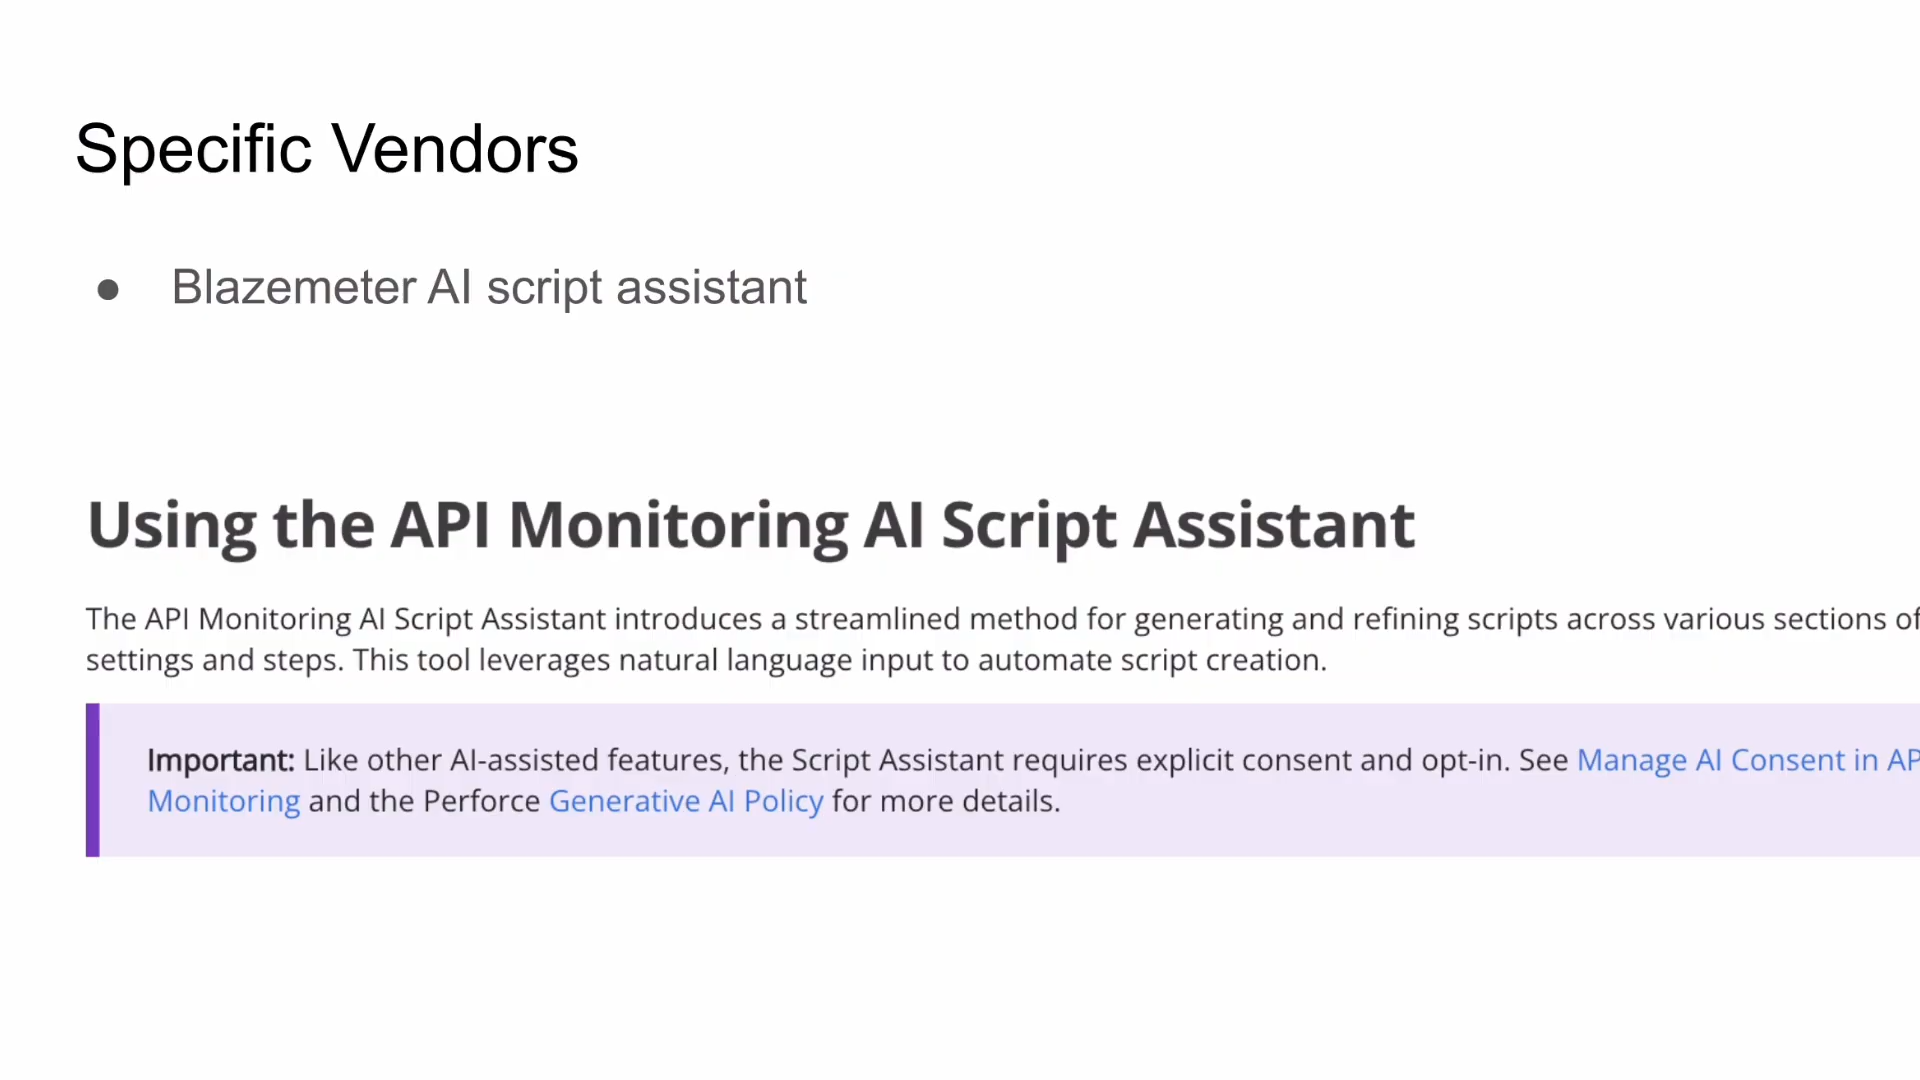 Specific Vendors
● Blazemeter AI script assistant
Using the API Monitoring AI Script Assistant
The API Monitoring AI Script Assistant introduces a streamlined method for generating and refining scripts across various sections of
settings and steps. This tool leverages natural language input to automate script creation.
Important: Like other AI-assisted features, the Script Assistant requires explicit consent and opt-in. See Manage AI Consent in AP
Monitoring and the Perforce Generative AI Policy for more details.